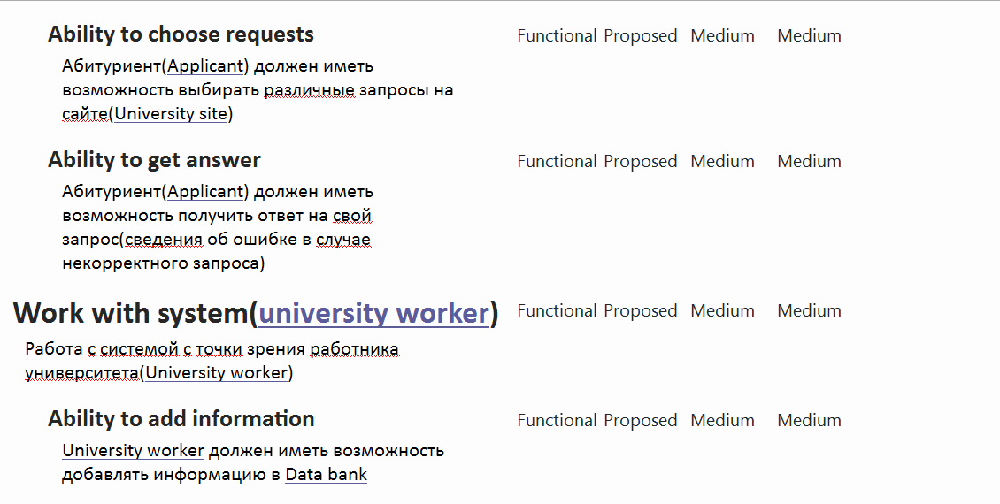 Ability to choose requests Functional Proposed Medium Medium
Абитуриент(Applicant) должен иметь
возможность выбирать различные запросы на
сайте(University site)
Ability to get answer Functional Proposed Medium Medium
Абитуриент(Applicant) должен иметь
возможность получить ответ на свой
запрос(сведения об ошибке в случае
некорректного запроса)
Work with system(university worker) Functional Proposed Medium Medium
Работа с системой с точки зрения работника
университета(University worker)
Ability to add information Functional Proposed Medium Medium
University worker должен иметь возможность
добавлять информацию в Data bank